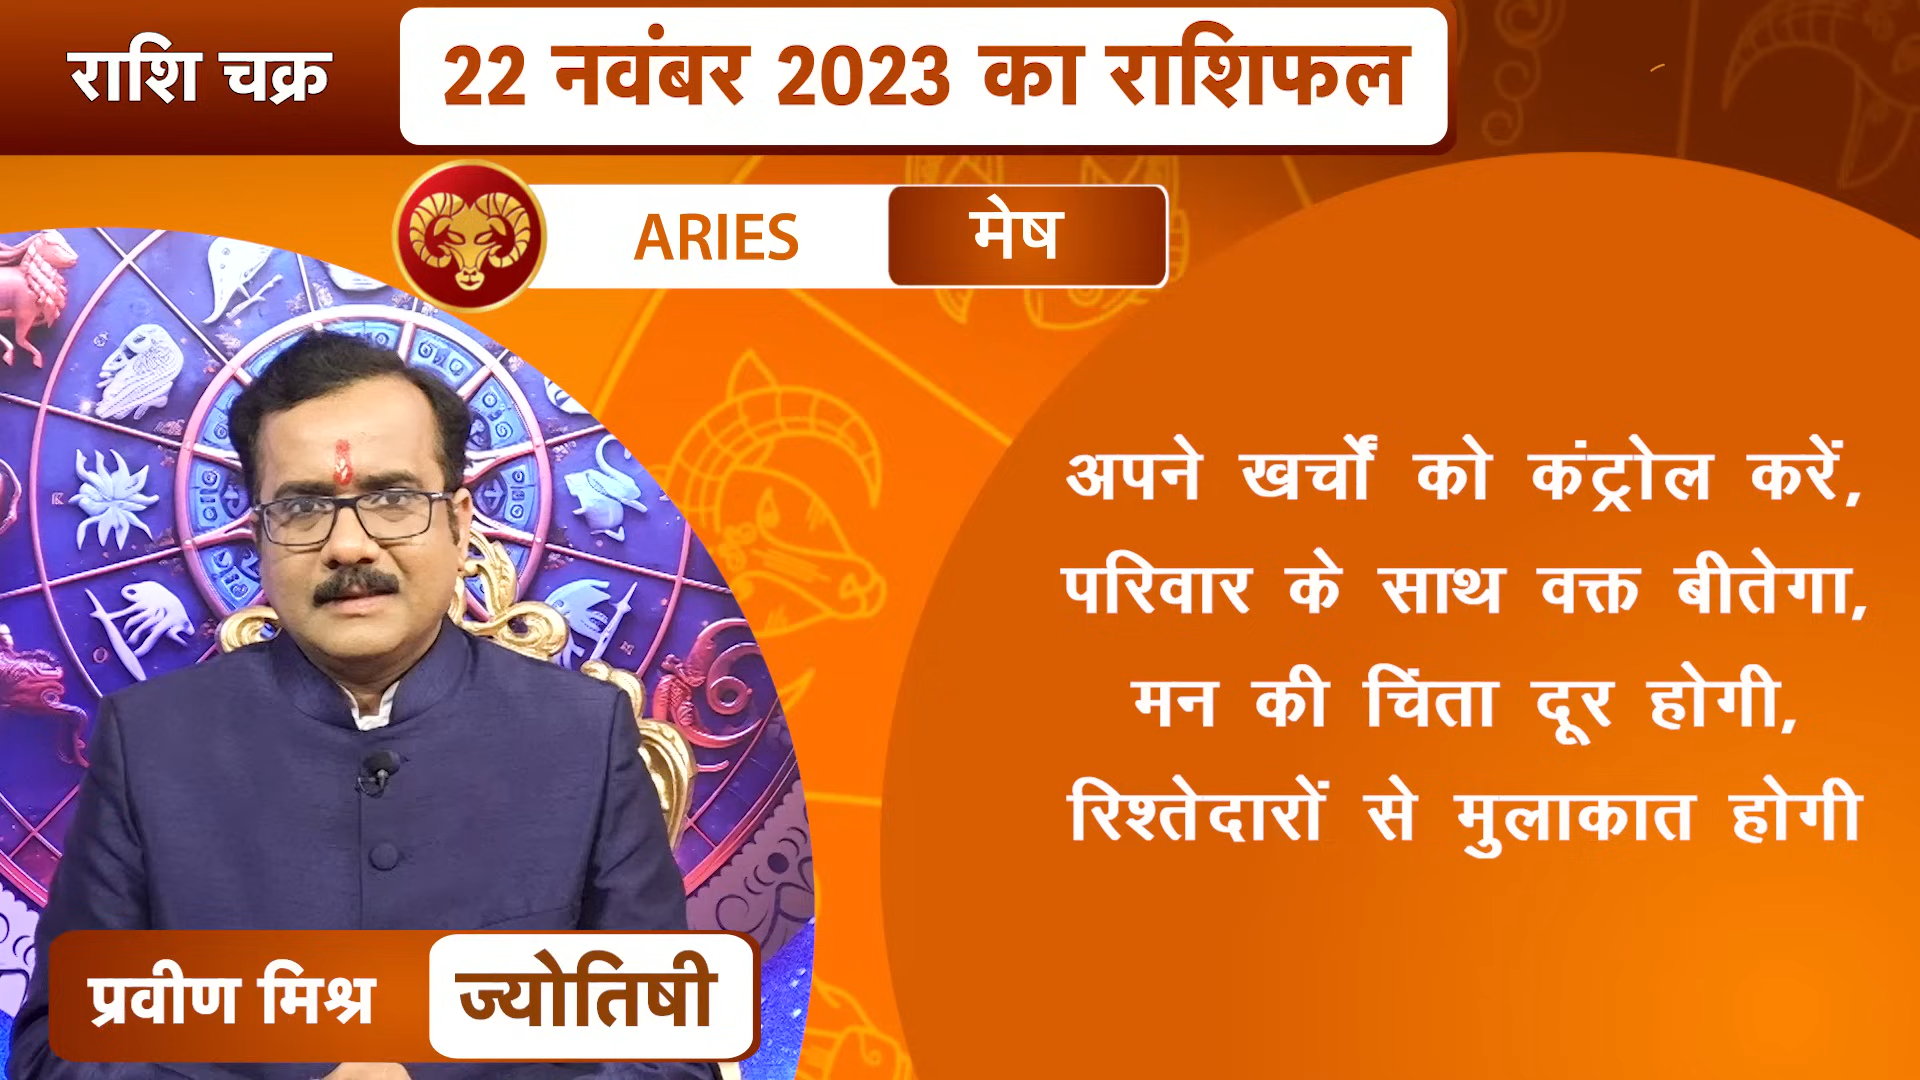 राशि चक्र
22 नवंबर 2023 का राशिफल
ARIES
मेष
अपने खर्चों को कंट्रोल करें,
परिवार के साथ वक्त बीतेगा,
मन की चिंता दूर होगी,
रिश्तेदारों से मुलाकात होगी
प्रवीण मिश्र
ज्योतिषी